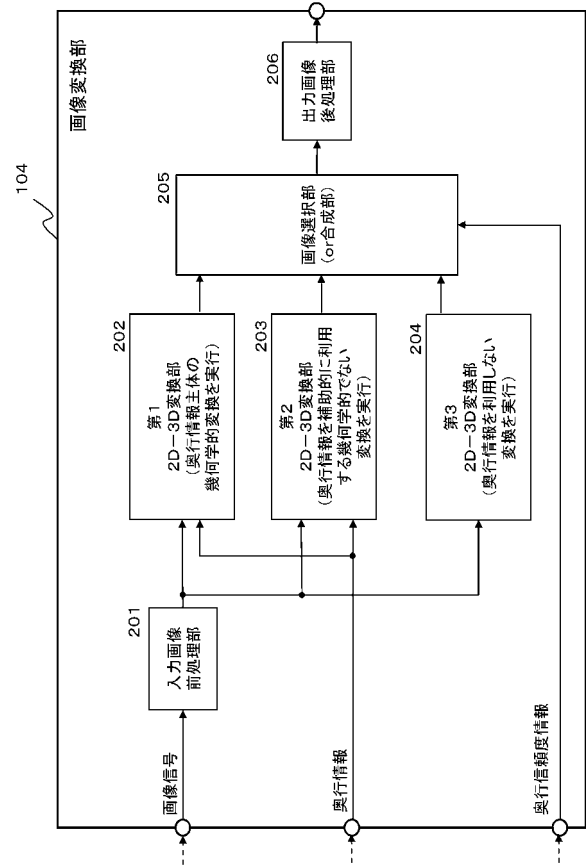 104
画像変換部
画像信号
奥行情報
奥行信頼度情報
201
入力画像
前処理部
202
第1
2D－3D変換部
（奥行情報主体の
幾何学的変換を実行）
203
第2
2D－3D変換部
（奥行情報を補助的に利用
する幾何学的でない
変換を実行）
204
第3
2D－3D変換部
（奥行情報を利用しない
変換を実行）
205
画像選択部
（or合成部）
206
出力画像
後処理部